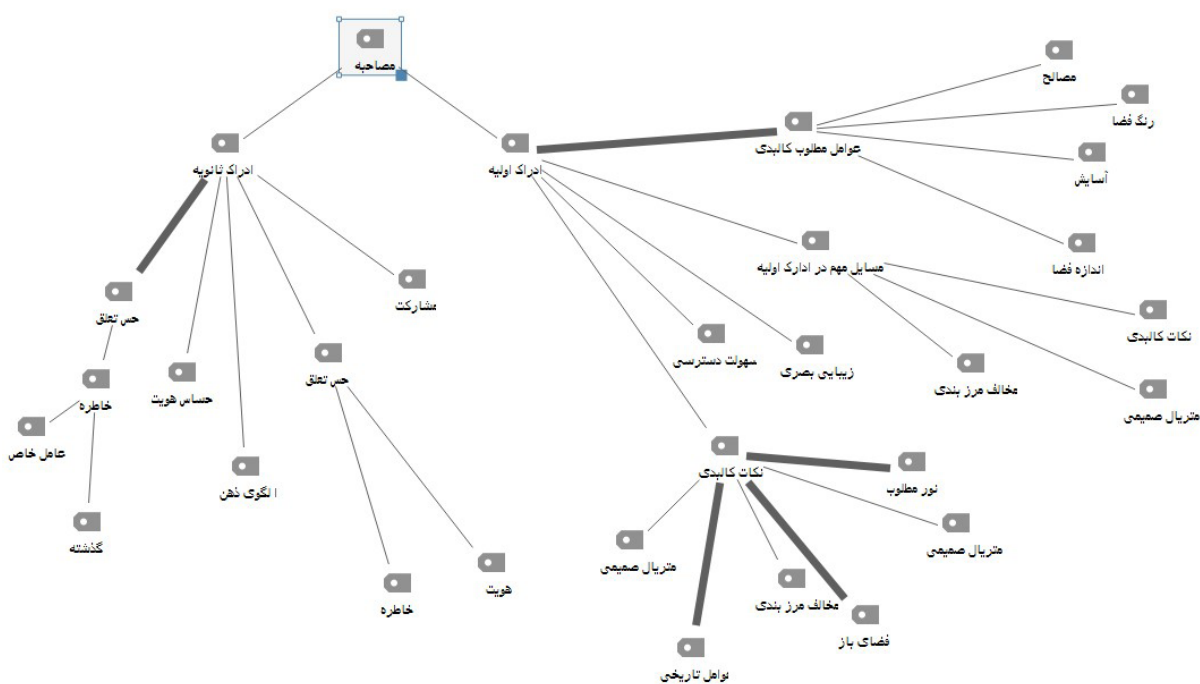 مصاحبه
ادراک ثانویه
ادراک اولیه
عوامل مطلوب کالبدی
مصالح
رنگ فضا
آسایش
اندازه فضا
مسایل مهم در ادارک اولیه
نکات کالبدی
متریال صمیمی
مخالف مرز بندی
زیبایی بصری
سهولت دسترسی
مشارکت
حس تعلق
حس تعلق
حساس هویت
خاطره
عامل خاص
گذشته
الگوی ذهن
هویت
خاطره
نکات کالبدی
نور مطلوب
متریال صمیمی
متریال صمیمی
مخالف مرز بندی
فضای باز
عوامل تاریخی